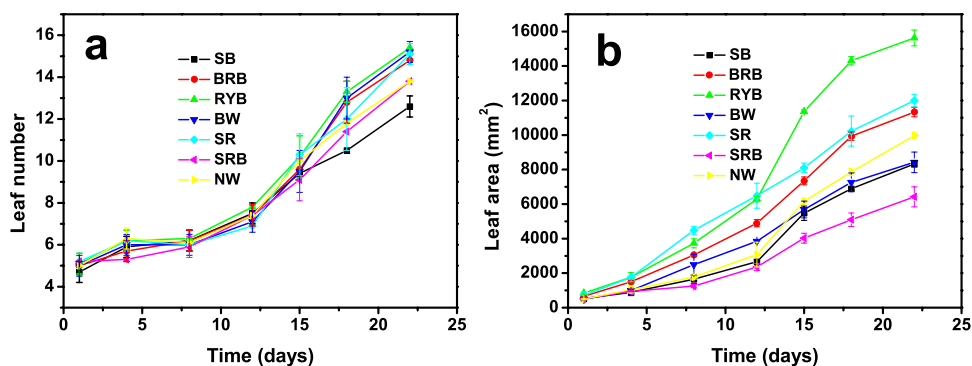 a
SB
BRB
RYB
BW
SR
SRB
NW
Leaf number
16
14
12
10
8
6
4
0 5 10 15 20 25
Time (days)
b
SB
BRB
RYB
BW
SR
SRB
NW
Leaf area (mm²)
16000
14000
12000
10000
8000
6000
4000
2000
0
0 5 10 15 20 25
Time (days)